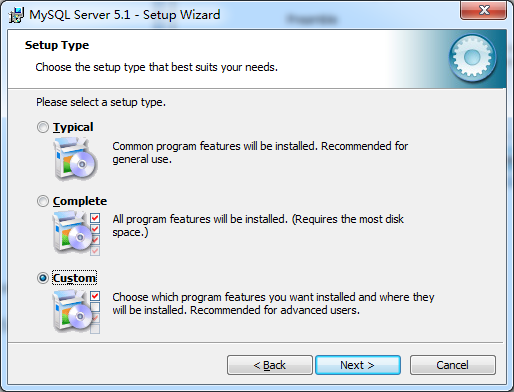 MySQL Server 5.1 - Setup Wizard
Setup Type
Choose the setup type that best suits your needs.
Please select a setup type.
Typical
Common program features will be installed. Recommended for
general use.
Complete
All program features will be installed. (Requires the most disk
space.)
Custom
Choose which program features you want installed and where they
will be installed. Recommended for advanced users.
< Back
Next >
Cancel